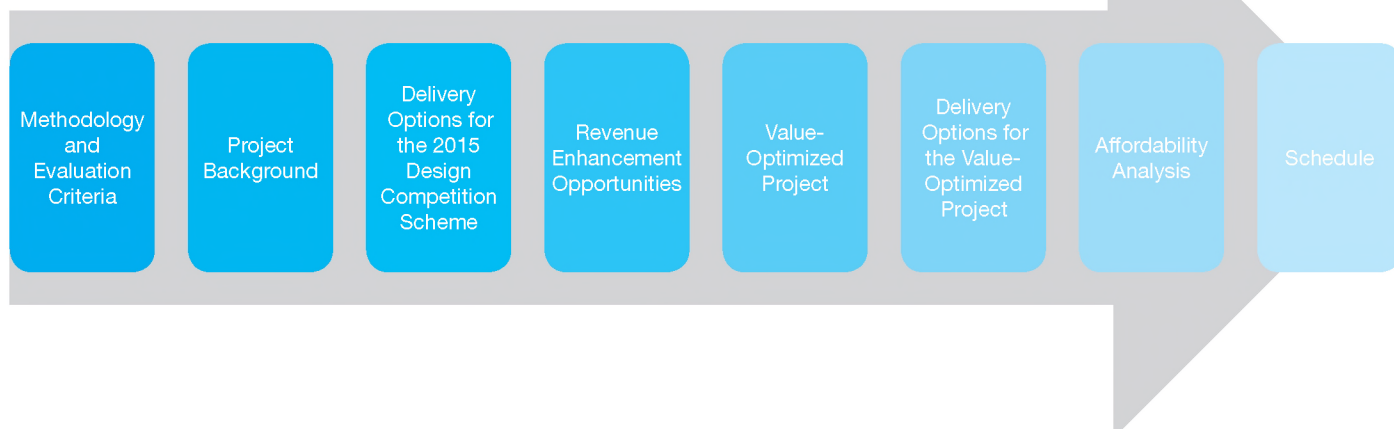 Methodology
and
Evaluation
Criteria
Project
Background
Delivery
Options for
the 2015
Design
Competition
Scheme
Revenue
Enhancement
Opportunities
Value-
Optimized
Project
Delivery
Options for
the Value-
Optimized
Project
Affordability
Analysis
Schedule